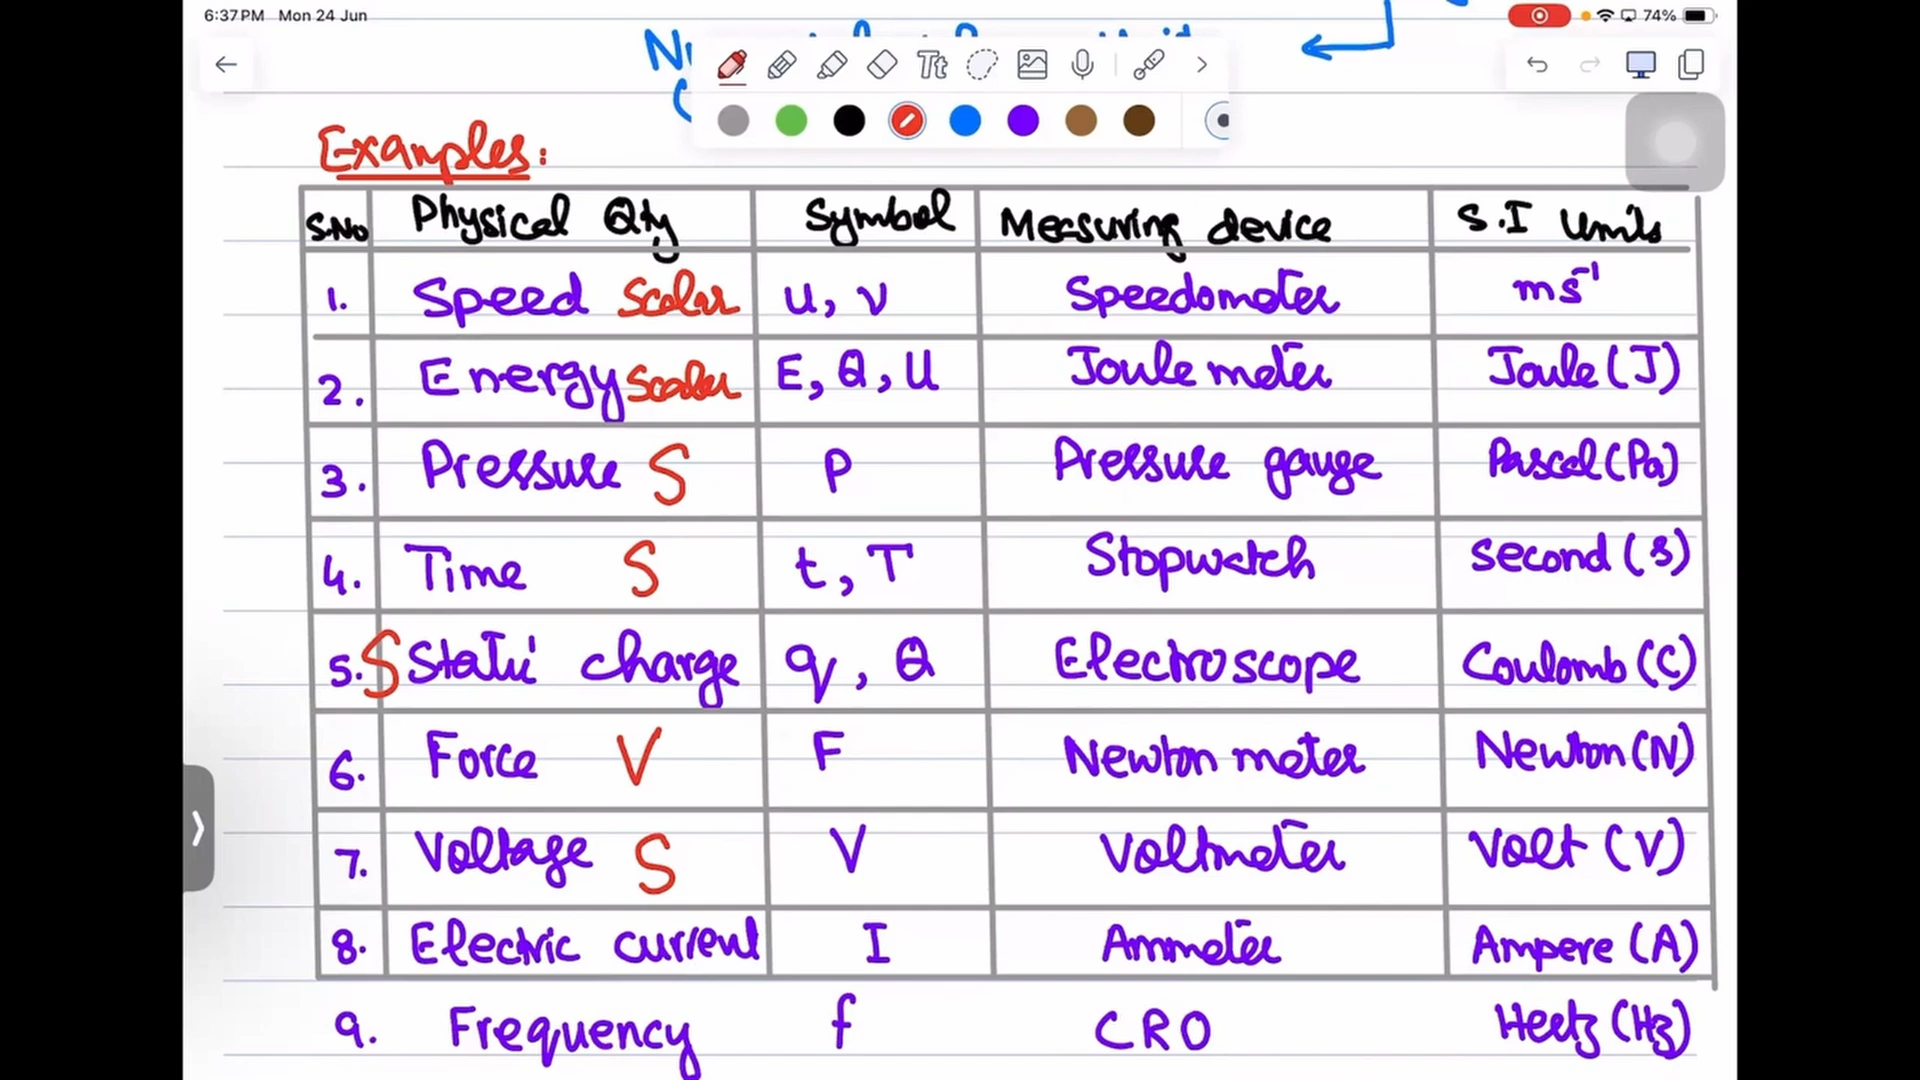 6:37 PM Mon 24 Jun 74%
Tt
Examples:
S.No Physical Qty Symbol Measuring device S.I Units
1. Speed Scalar u, v Speedometer ms⁻¹
2. Energy Scalar E, Q, U Joule meter Joule (J)
3. Pressure S P Pressure gauge Pascal (Pa)
4. Time S t, T Stopwatch second (s)
5. S Static charge q, Q Electroscope Coulomb (C)
6. Force V F Newton meter Newton (N)
7. Voltage S V Voltmeter Volt (V)
8. Electric current I Ammeter Ampere (A)
9. Frequency f CRO Hertz (Hz)